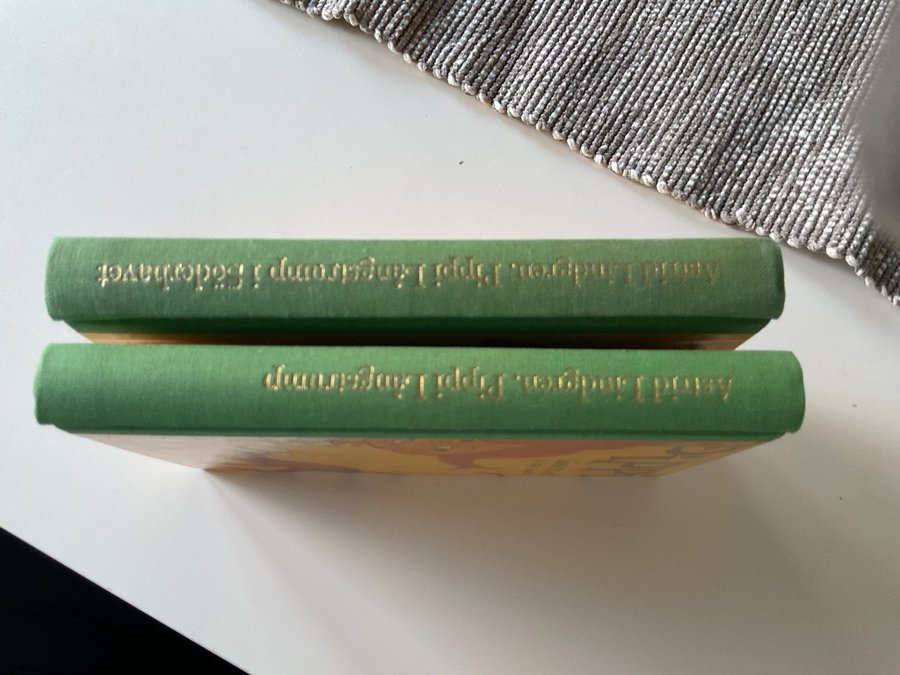 Astrid Lindgren. Pippi Långstrump i Söderhavet
Astrid Lindgren. Pippi Långstrump